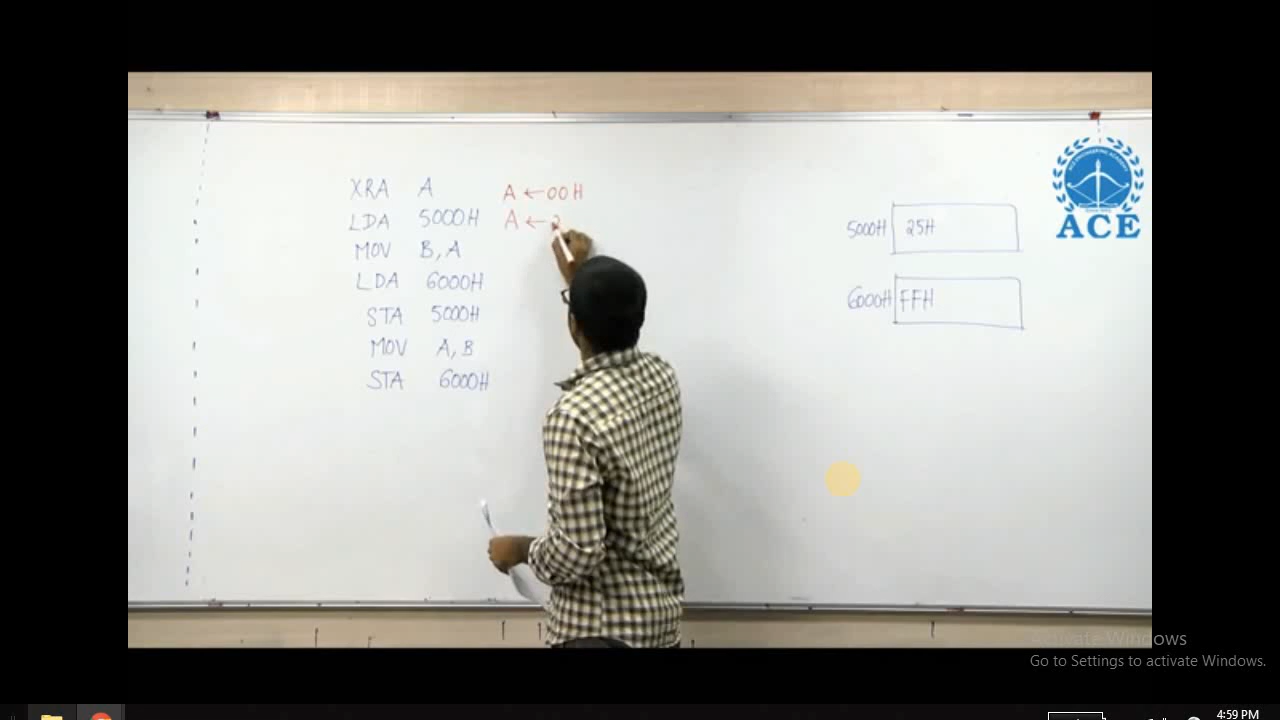 XRA A A ← 00H
LDA 5000H A ← 2
MOV B, A
LDA 6000H
STA 5000H
MOV A, B
STA 6000H
5000H 25H
6000H FFH
ACE
Activate Windows
Go to Settings to activate Windows.
4:59 PM